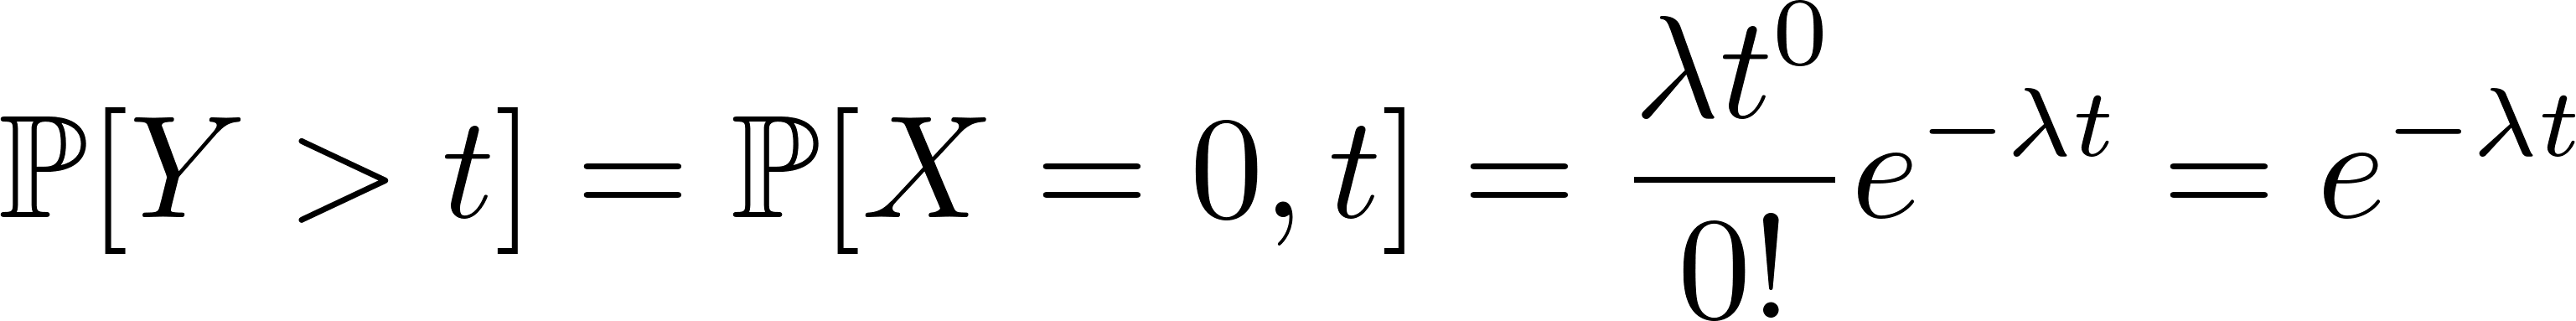 ℙ[Y > t] = ℙ[X = 0, t] = \frac{λt^0}{0!} e^{-λt} = e^{-λt}